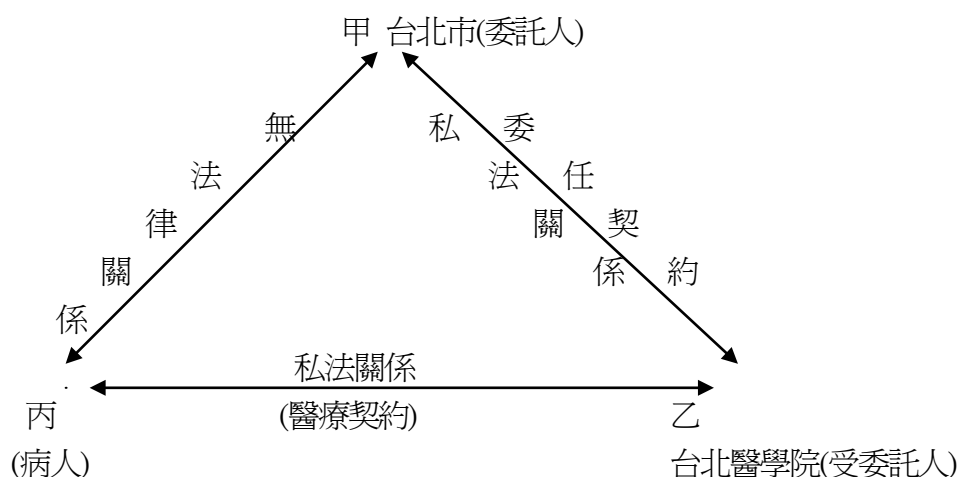 甲 台北市(委託人)
無法律關係
私法關係
委任契約
私法關係
(醫療契約)
丙
(病人)
乙
台北醫學院(受委託人)